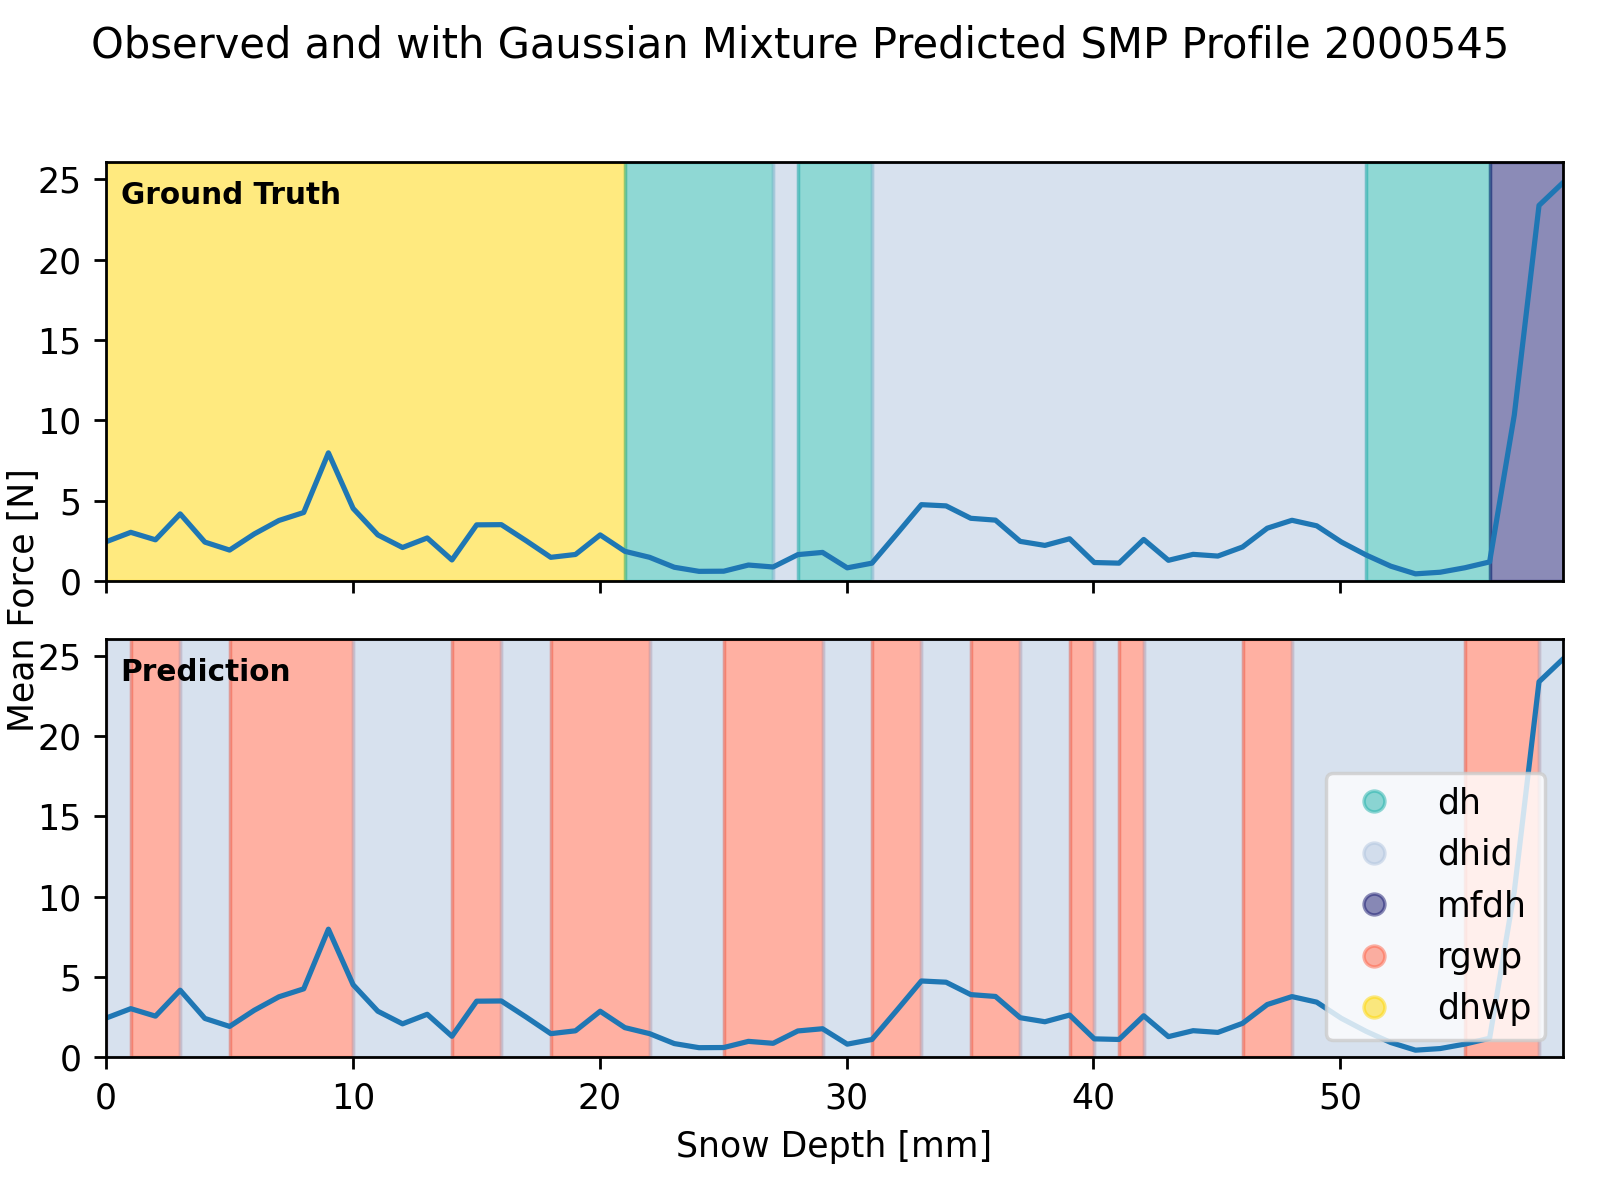 Observed and with Gaussian Mixture Predicted SMP Profile 2000545
25
Ground Truth
20
15
10
5
0
Mean Force [N]
25
Prediction
20
15
10
5
0
dh
dhid
mfdh
rgwp
dhwp
0 10 20 30 40 50
Snow Depth [mm]